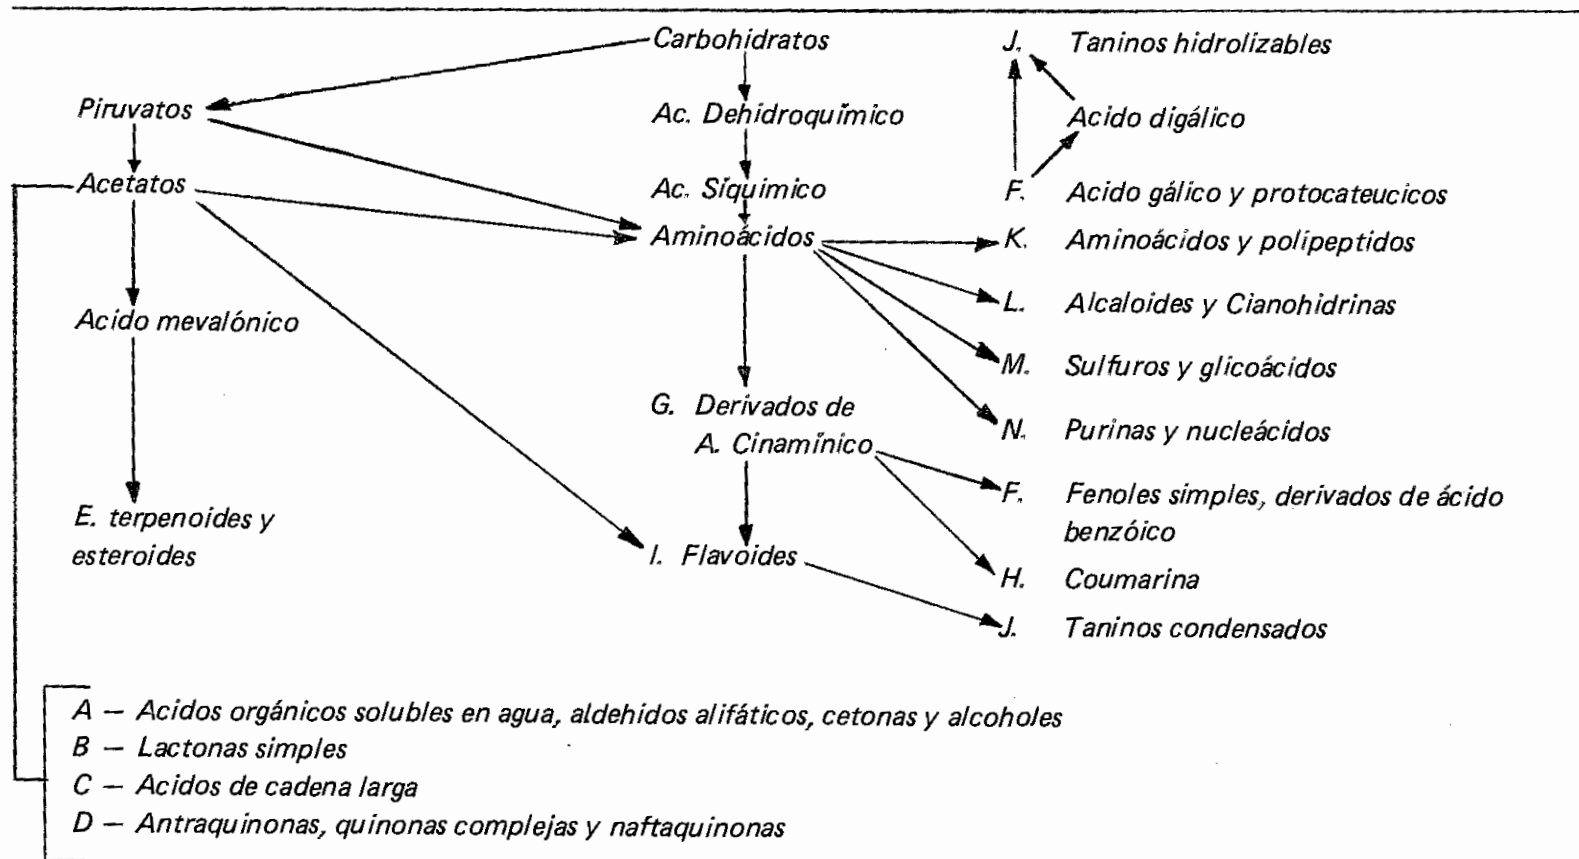 Carbohidratos
J. Taninos hidrolizables
Piruvatos
Ac. Dehidroquímico
Acido digálico
Acetatos
Ac. Síquimico
F. Acido gálico y protocateucicos
Aminoácidos
K. Aminoácidos y polipeptidos
L. Alcaloides y Cianohidrinas
Acido mevalónico
M. Sulfuros y glicoácidos
G. Derivados de
A. Cinamínico
N. Purinas y nucleácidos
E. terpenoides y
esteroides
F. Fenoles simples, derivados de ácido
benzóico
I. Flavoides
H. Coumarina
J. Taninos condensados
A – Acidos orgánicos solubles en agua, aldehidos alifáticos, cetonas y alcoholes
B – Lactonas simples
C – Acidos de cadena larga
D – Antraquinonas, quinonas complejas y naftaquinonas